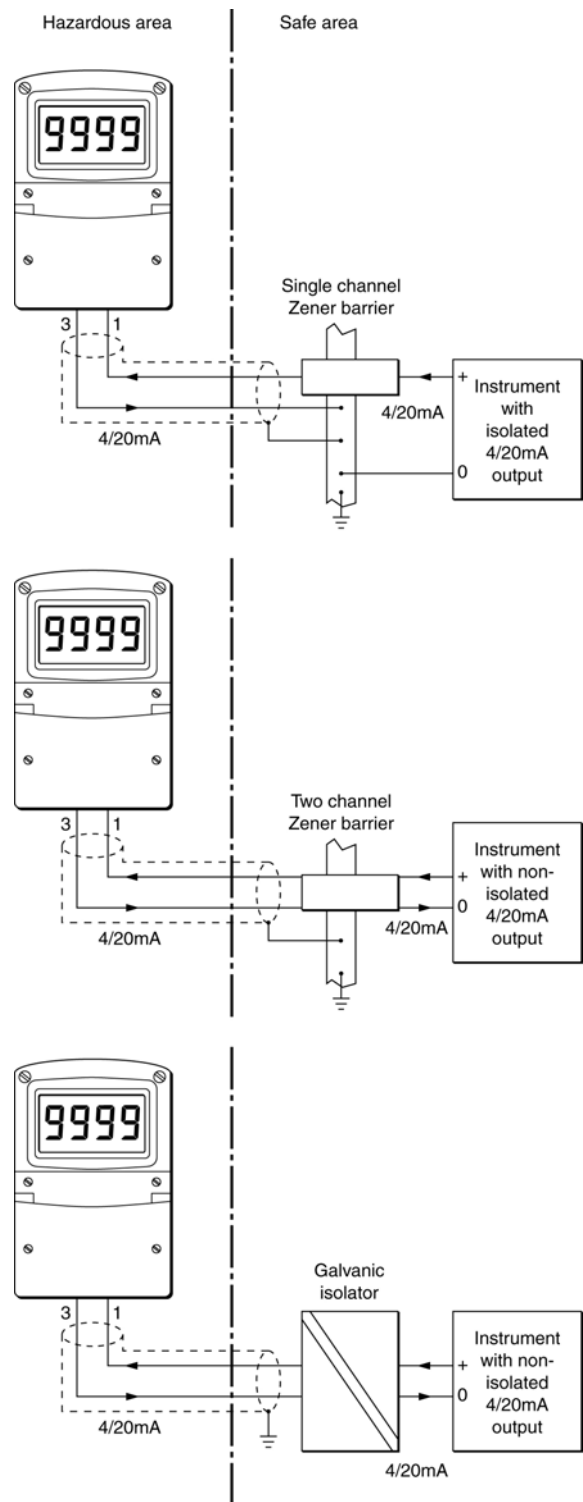 Hazardous area
Safe area
9999
Single channel
Zener barrier
3
1
4/20mA
4/20mA
+
0
Instrument
with
isolated
4/20mA
output
9999
Two channel
Zener barrier
3
1
4/20mA
4/20mA
+
0
Instrument
with non-
isolated
4/20mA
output
9999
Galvanic
isolator
3
1
4/20mA
4/20mA
+
0
Instrument
with non-
isolated
4/20mA
output